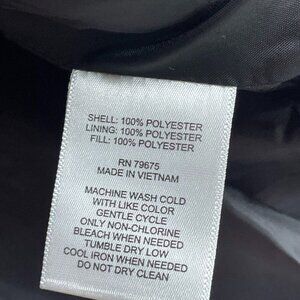 SHELL: 100% POLYESTER
LINING: 100% POLYESTER
FILL: 100% POLYESTER
RN 79675
MADE IN VIETNAM
MACHINE WASH COLD
WITH LIKE COLOR
GENTLE CYCLE
ONLY NON-CHLORINE
BLEACH WHEN NEEDED
TUMBLE DRY LOW
COOL IRON WHEN NEEDED
DO NOT DRY CLEAN